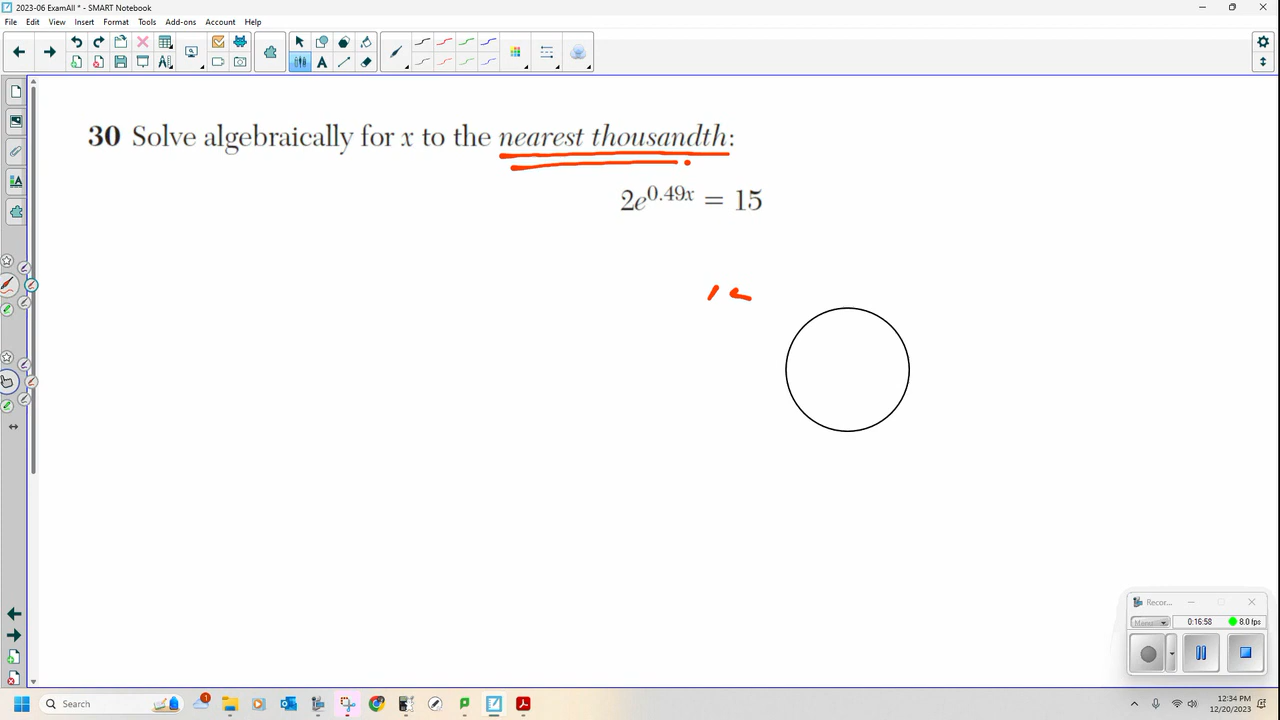 2023-06 ExamAll * - SMART Notebook
File Edit View Insert Format Tools Add-ons Account Help
30 Solve algebraically for x to the nearest thousandth:
2e^0.49x = 15
Recor...
0:16:58 8.0 fps
Search
1
12:34 PM
12/20/2023